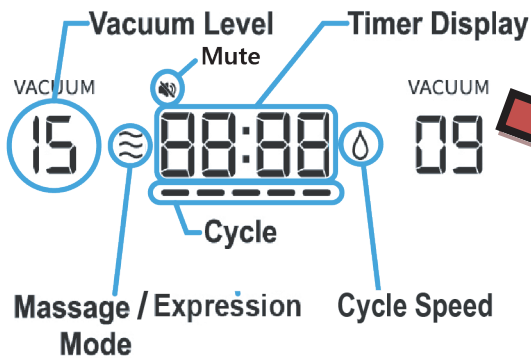 Vacuum Level
Timer Display
Mute
VACUUM
VACUUM
15
88:88
09
Cycle
Massage / Expression
Mode
Cycle Speed